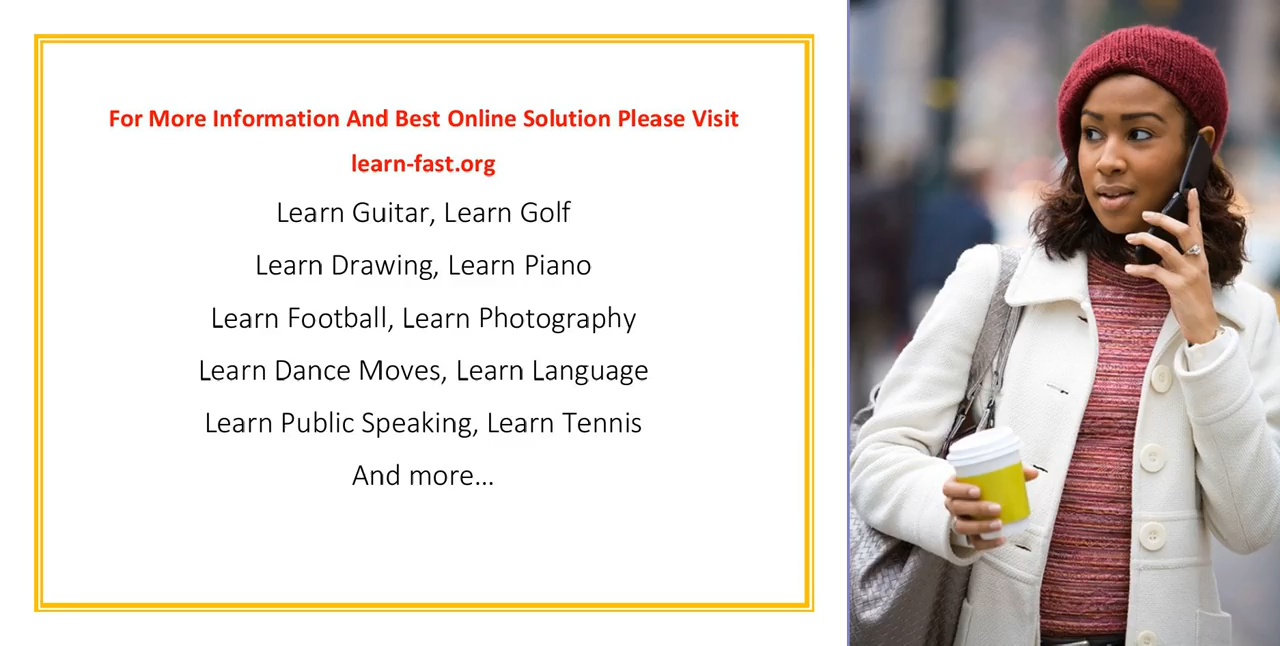 For More Information And Best Online Solution Please Visit
learn-fast.org
Learn Guitar, Learn Golf
Learn Drawing, Learn Piano
Learn Football, Learn Photography
Learn Dance Moves, Learn Language
Learn Public Speaking, Learn Tennis
And more...